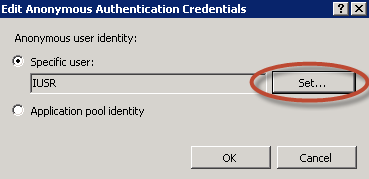 Edit Anonymous Authentication Credentials
Anonymous user identity:
Specific user:
IUSR
Set...
Application pool identity
OK
Cancel